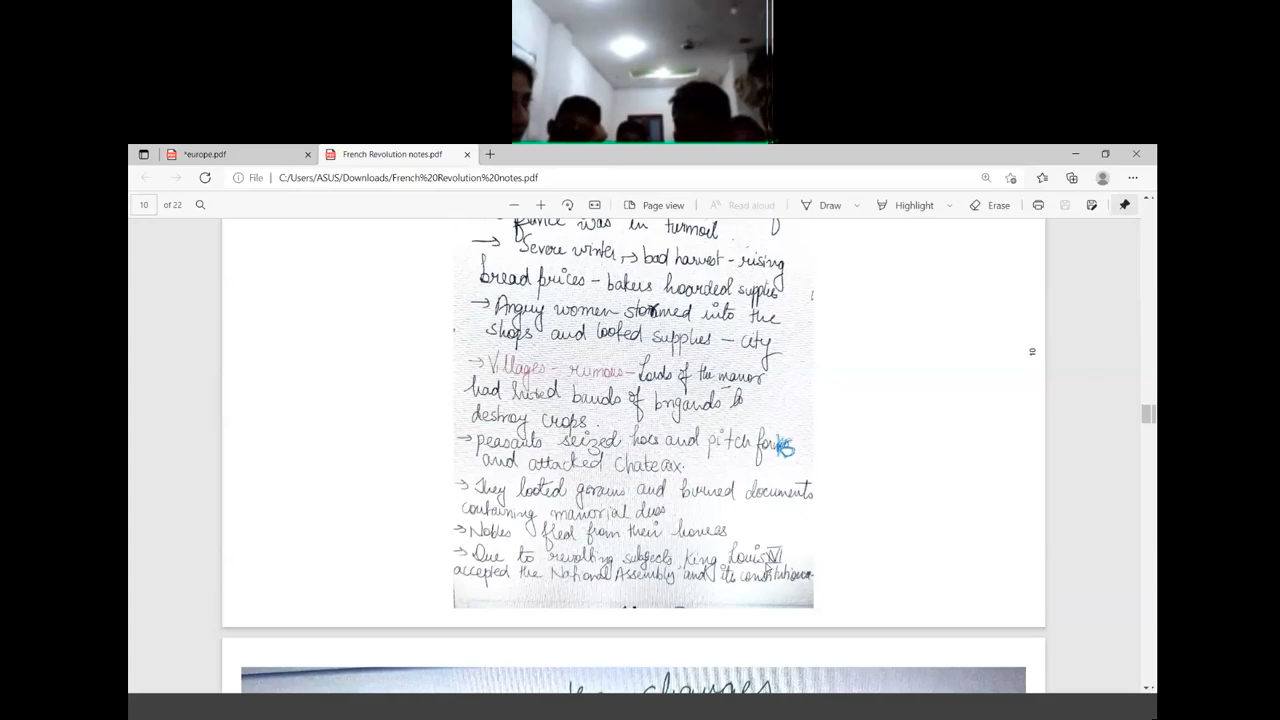 *europe.pdf
French Revolution notes.pdf
File
C:/Users/ASUS/Downloads/French%20Revolution%20notes.pdf
10 of 22
Page view
Read aloud
Draw
Highlight
Erase
France was in turmoil
→ Severe winter, → bad harvest - rising
bread prices - bakers hoarded supplies
→ Angry women stormed into the
shops and looted supplies - city
→ Villages - rumors - Lords of the manor
had hired bands of brigands to
destroy crops.
→ peasants seized hoes and pitch forks
and attacked Chateax.
→ They looted grains and burned documents
containing manorial dues
→ Nobles fled from their homes
→ Due to revolting subjects, King Louis XVI
accepted the National Assembly and its constitution.
10
changes